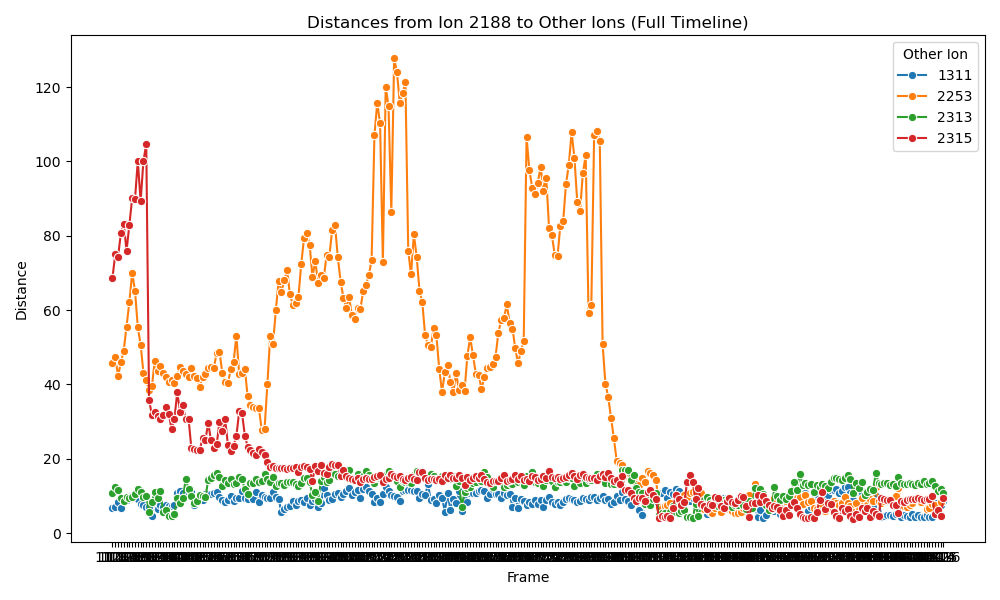 Distances from Ion 2188 to Other Ions (Full Timeline)
Other Ion
1311
2253
2313
2315
120
100
80
60
40
20
0
Distance
Frame